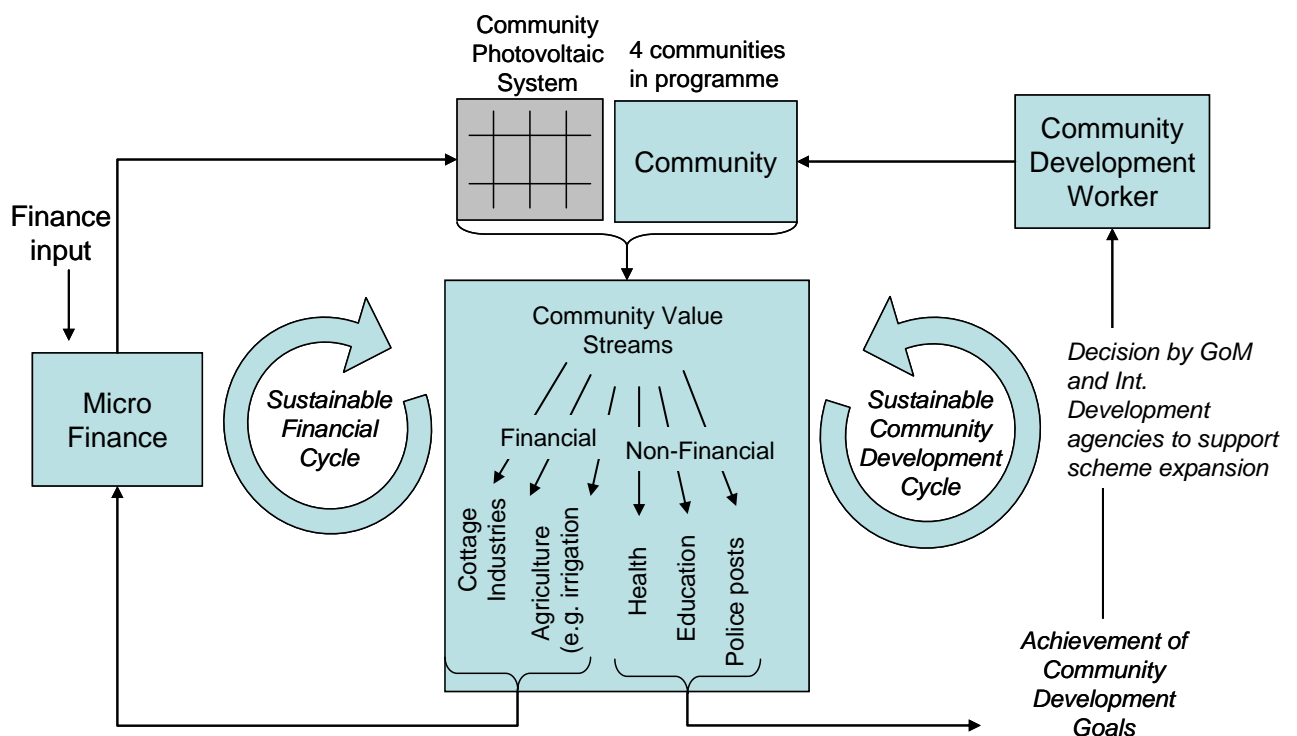 Community
Photovoltaic
System
4 communities
in programme
Community
Community
Development
Worker
Finance
input
Micro
Finance
Sustainable
Financial
Cycle
Community Value
Streams
Financial
Non-Financial
Cottage
Industries
Agriculture
(e.g. irrigation
Health
Education
Police posts
Sustainable
Community
Development
Cycle
Decision by GoM
and Int.
Development
agencies to support
scheme expansion
Achievement of
Community
Development
Goals